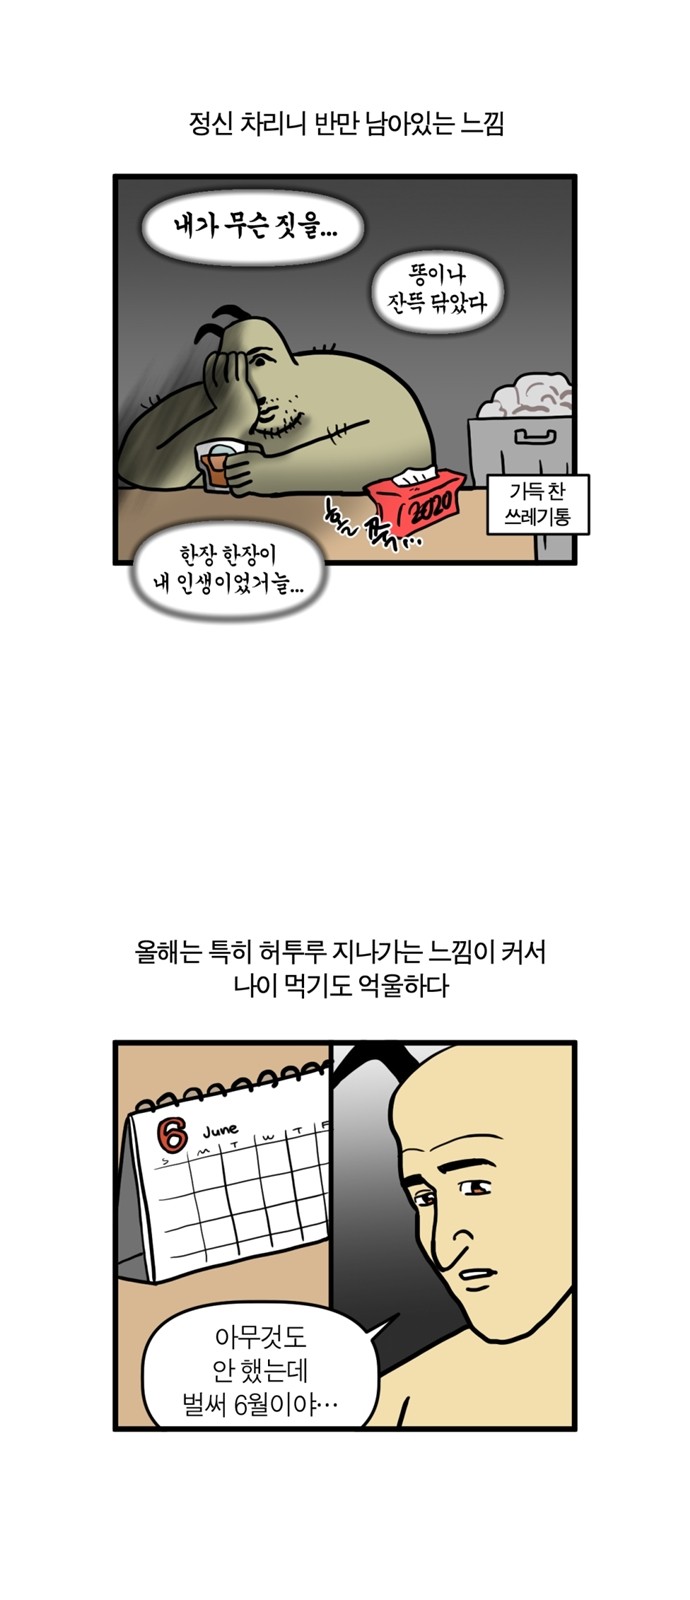 정신 차리니 반만 남아있는 느낌
내가 무슨 짓을...
똥이나
잔뜩 닦았다
2020
홀
쭉...
가득 찬
쓰레기통
한장 한장이
내 인생이었거늘...
올해는 특히 허투루 지나가는 느낌이 커서
나이 먹기도 억울하다
6 June
S M T W T F
아무것도
안 했는데
벌써 6월이야...